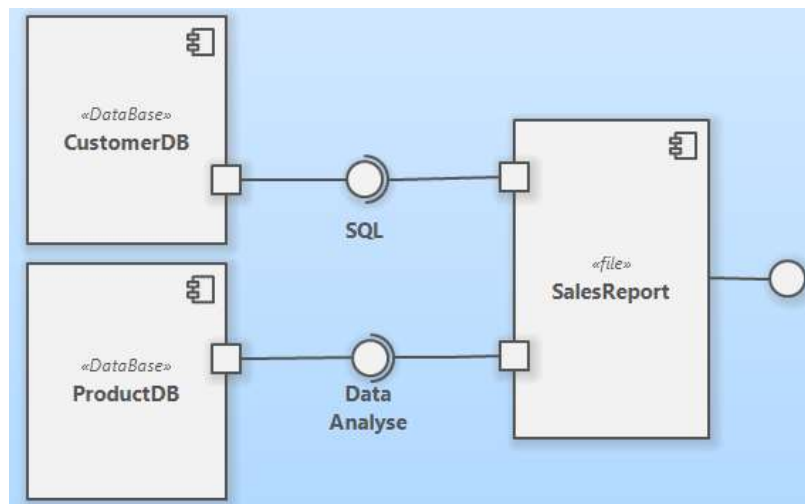 «DataBase»
CustomerDB
SQL
«file»
SalesReport
«DataBase»
ProductDB
Data
Analyse